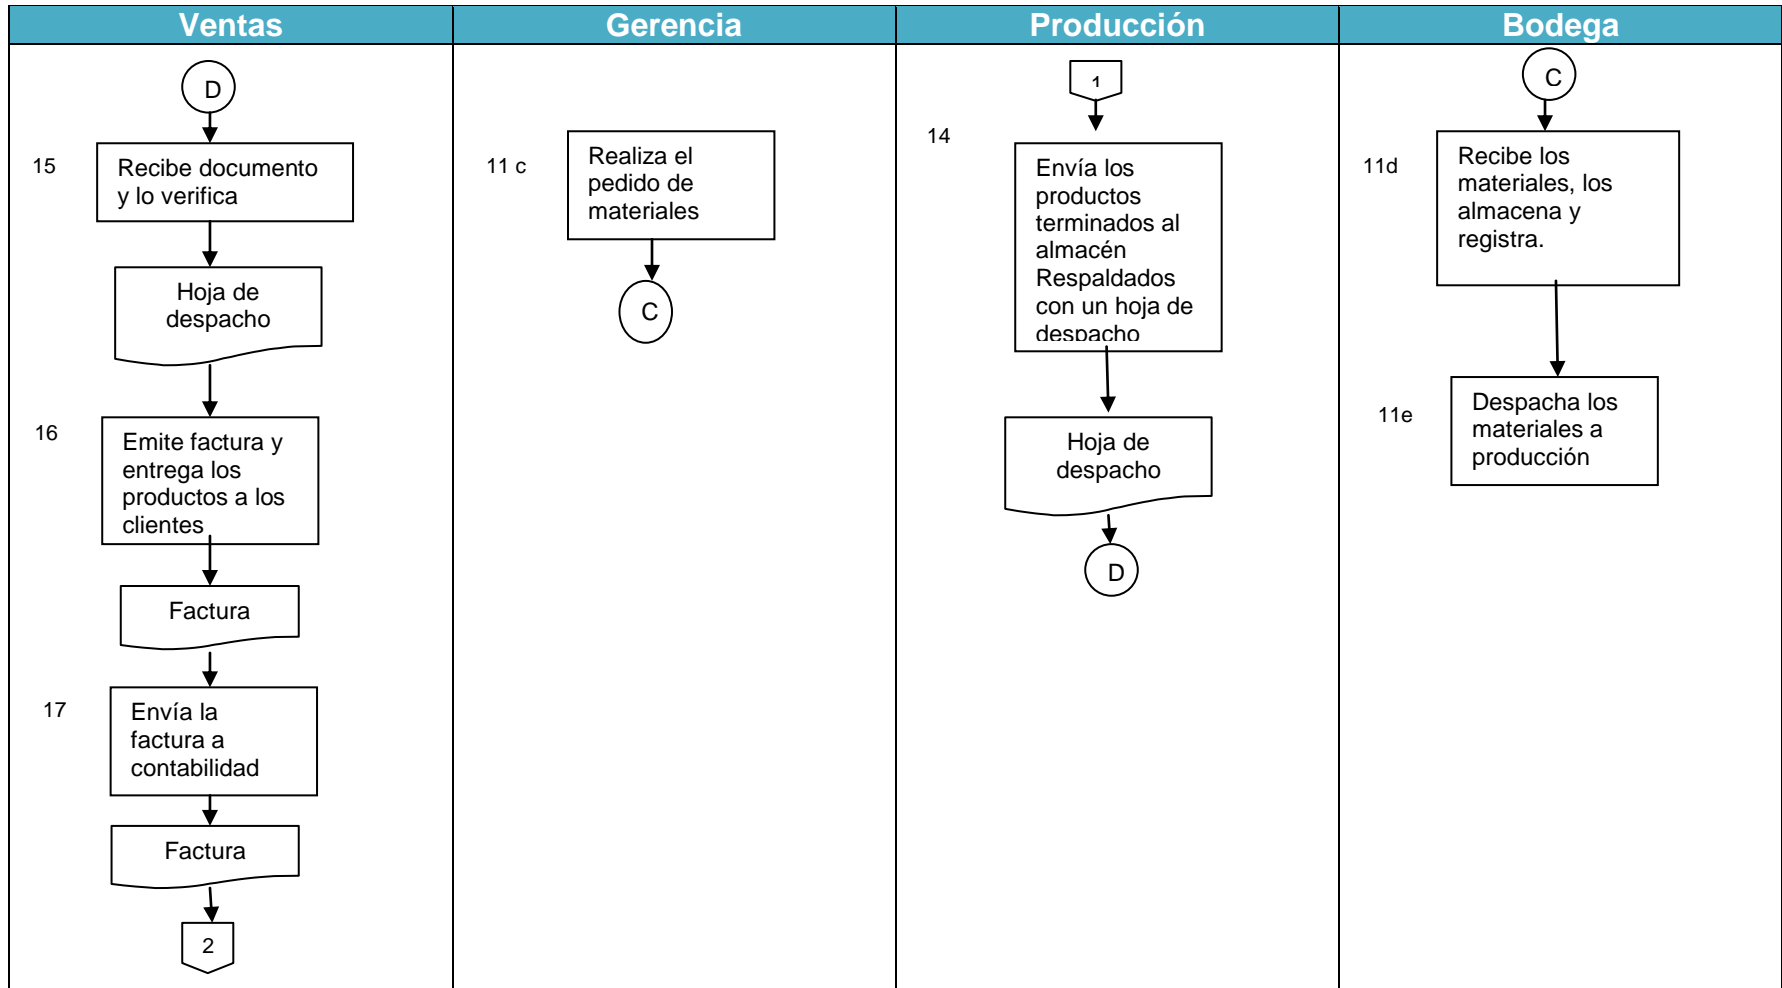 Ventas
Gerencia
Producción
Bodega
D
15
Recibe documento
y lo verifica
Hoja de
despacho
16
Emite factura y
entrega los
productos a los
clientes
Factura
17
Envía la
factura a
contabilidad
Factura
2
11 c
Realiza el
pedido de
materiales
C
1
14
Envía los
productos
terminados al
almacén
Respaldados
con un hoja de
despacho
Hoja de
despacho
D
C
11d
Recibe los
materiales, los
almacena y
registra.
11e
Despacha los
materiales a
producción